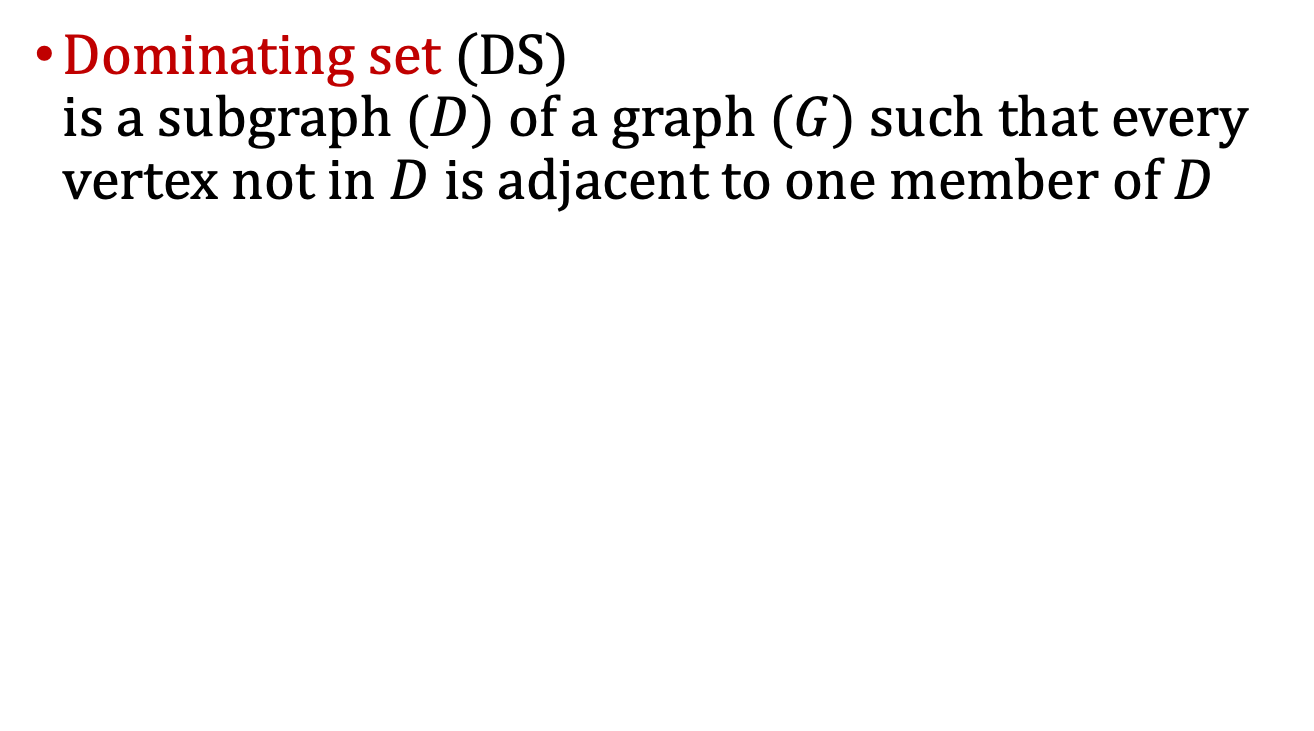 • Dominating set (DS)
is a subgraph (D) of a graph (G) such that every
vertex not in D is adjacent to one member of D